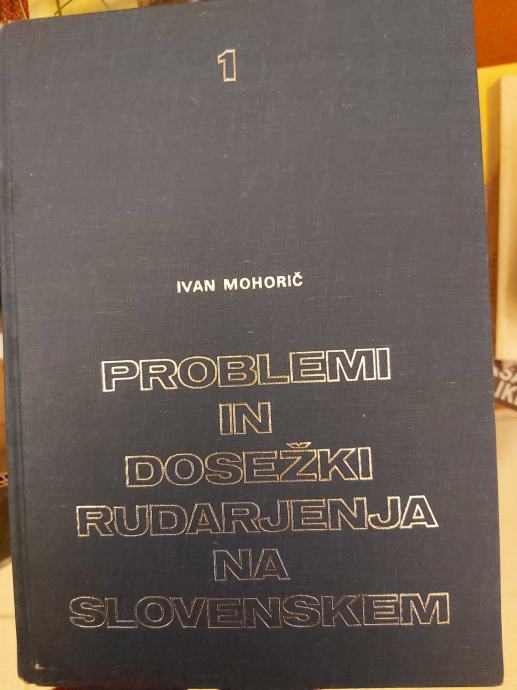 1
IVAN MOHORIČ
PROBLEMI
IN
DOSEŽKI
RUDARJENJA
NA
SLOVENSKEM